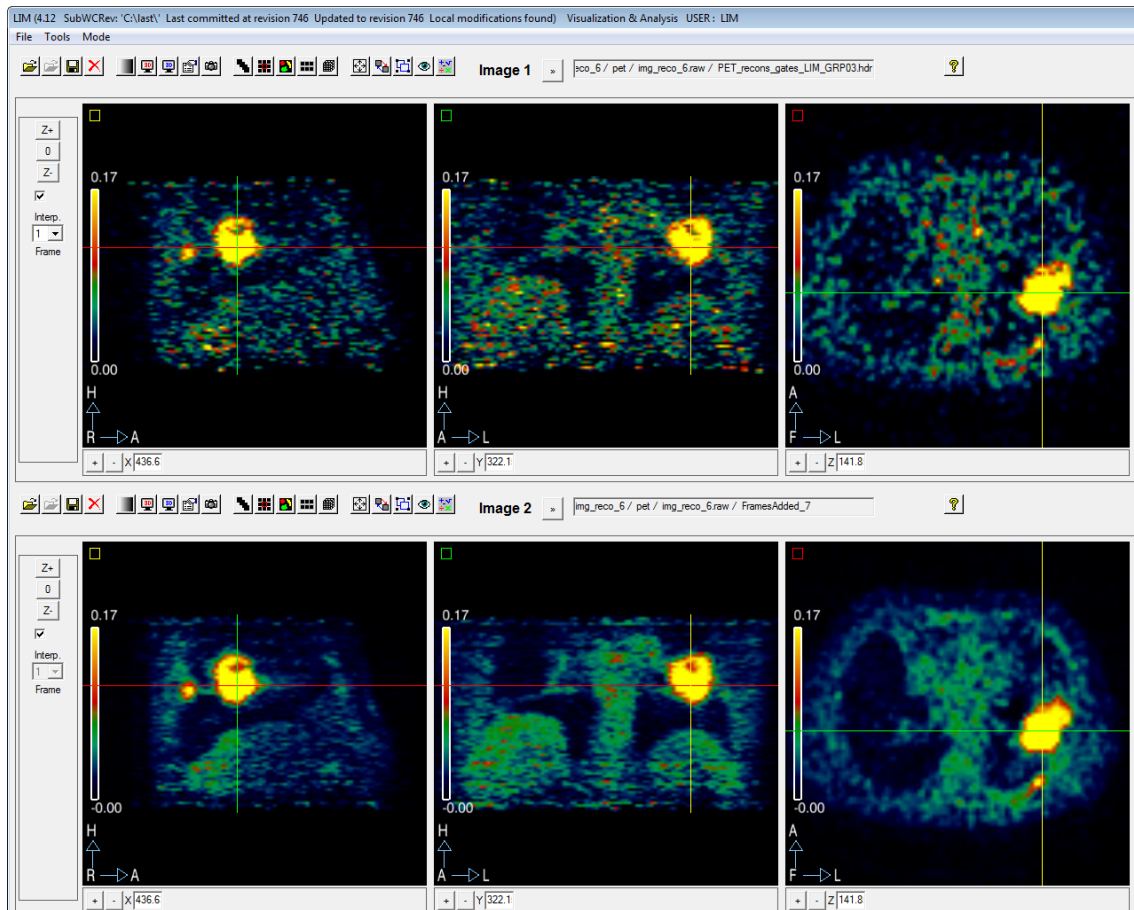 LIM (4.12 SubWCRev: 'C:\last\' Last committed at revision 746 Updated to revision 746 Local modifications found) Visualization & Analysis USER : LIM
File Tools Mode
Image 1 » eco_6 / pet / img_reco_6.raw / PET_recons_gates_LIM_GRP03.hdr ?
Z+
0
Z-
Interp.
1
Frame
0.17
0.00
H
R A
0.17
0.00
H
A L
0.17
0.00
A
F L
+ - X 436.6
+ - Y 322.1
+ - Z 141.8
Image 2 » img_reco_6 / pet / img_reco_6.raw / FramesAdded_7 ?
Z+
0
Z-
Interp.
1
Frame
0.17
-0.00
H
R A
0.17
-0.00
H
A L
0.17
-0.00
A
F L
+ - X 436.6
+ - Y 322.1
+ - Z 141.8